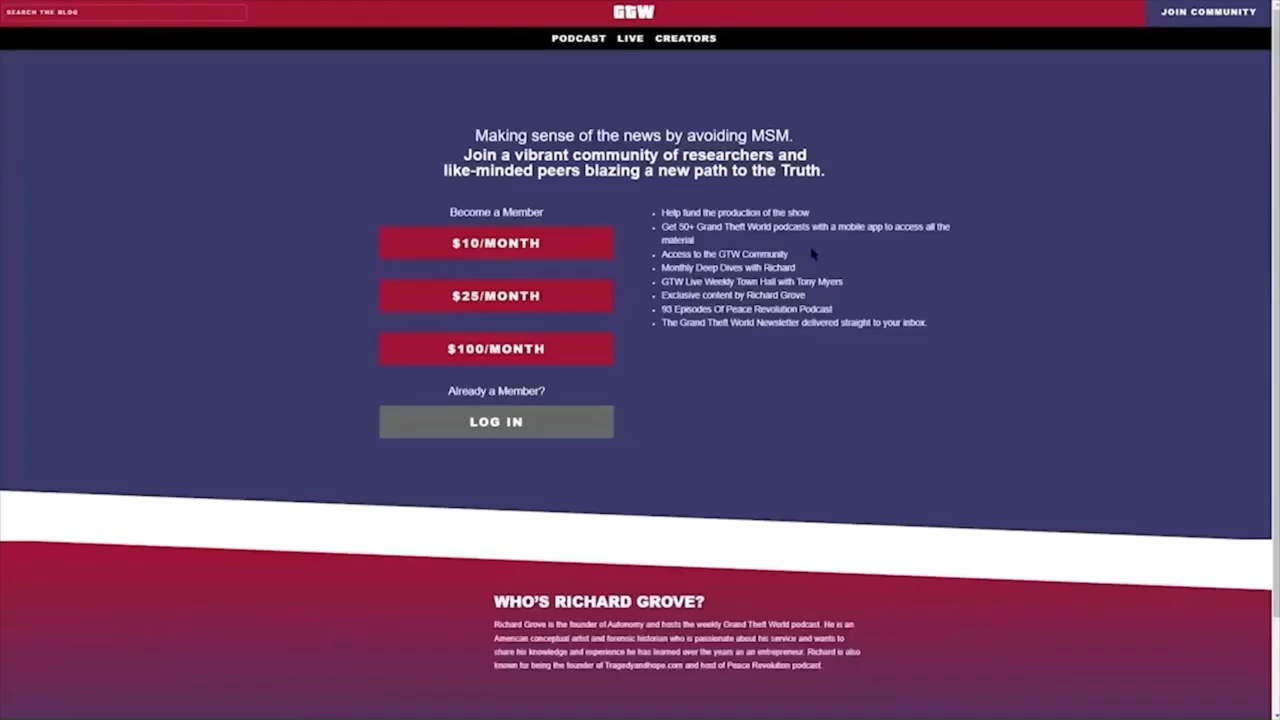 SEARCH THE BLOG
GTW
JOIN COMMUNITY
PODCAST LIVE CREATORS
Making sense of the news by avoiding MSM.
Join a vibrant community of researchers and
like-minded peers blazing a new path to the Truth.
Become a Member
$10/MONTH
$25/MONTH
$100/MONTH
Already a Member?
LOG IN
Help fund the production of the show
Get 50+ Grand Theft World podcasts with a mobile app to access all the
material
Access to the GTW Community
Monthly Deep Dives with Richard
GTW Live Weekly Town Hall with Tony Myers
Exclusive content by Richard Grove
93 Episodes Of Peace Revolution Podcast
The Grand Theft World Newsletter delivered straight to your inbox.
WHO'S RICHARD GROVE?
Richard Grove is the founder of Autonomy and hosts the weekly Grand Theft World podcast. He is an
American conceptual artist and forensic historian who is passionate about his service and wants to
share his knowledge and experience he has learned over the years as an entrepreneur. Richard is also
known for being the founder of Tragedyandhope.com and host of Peace Revolution podcast.